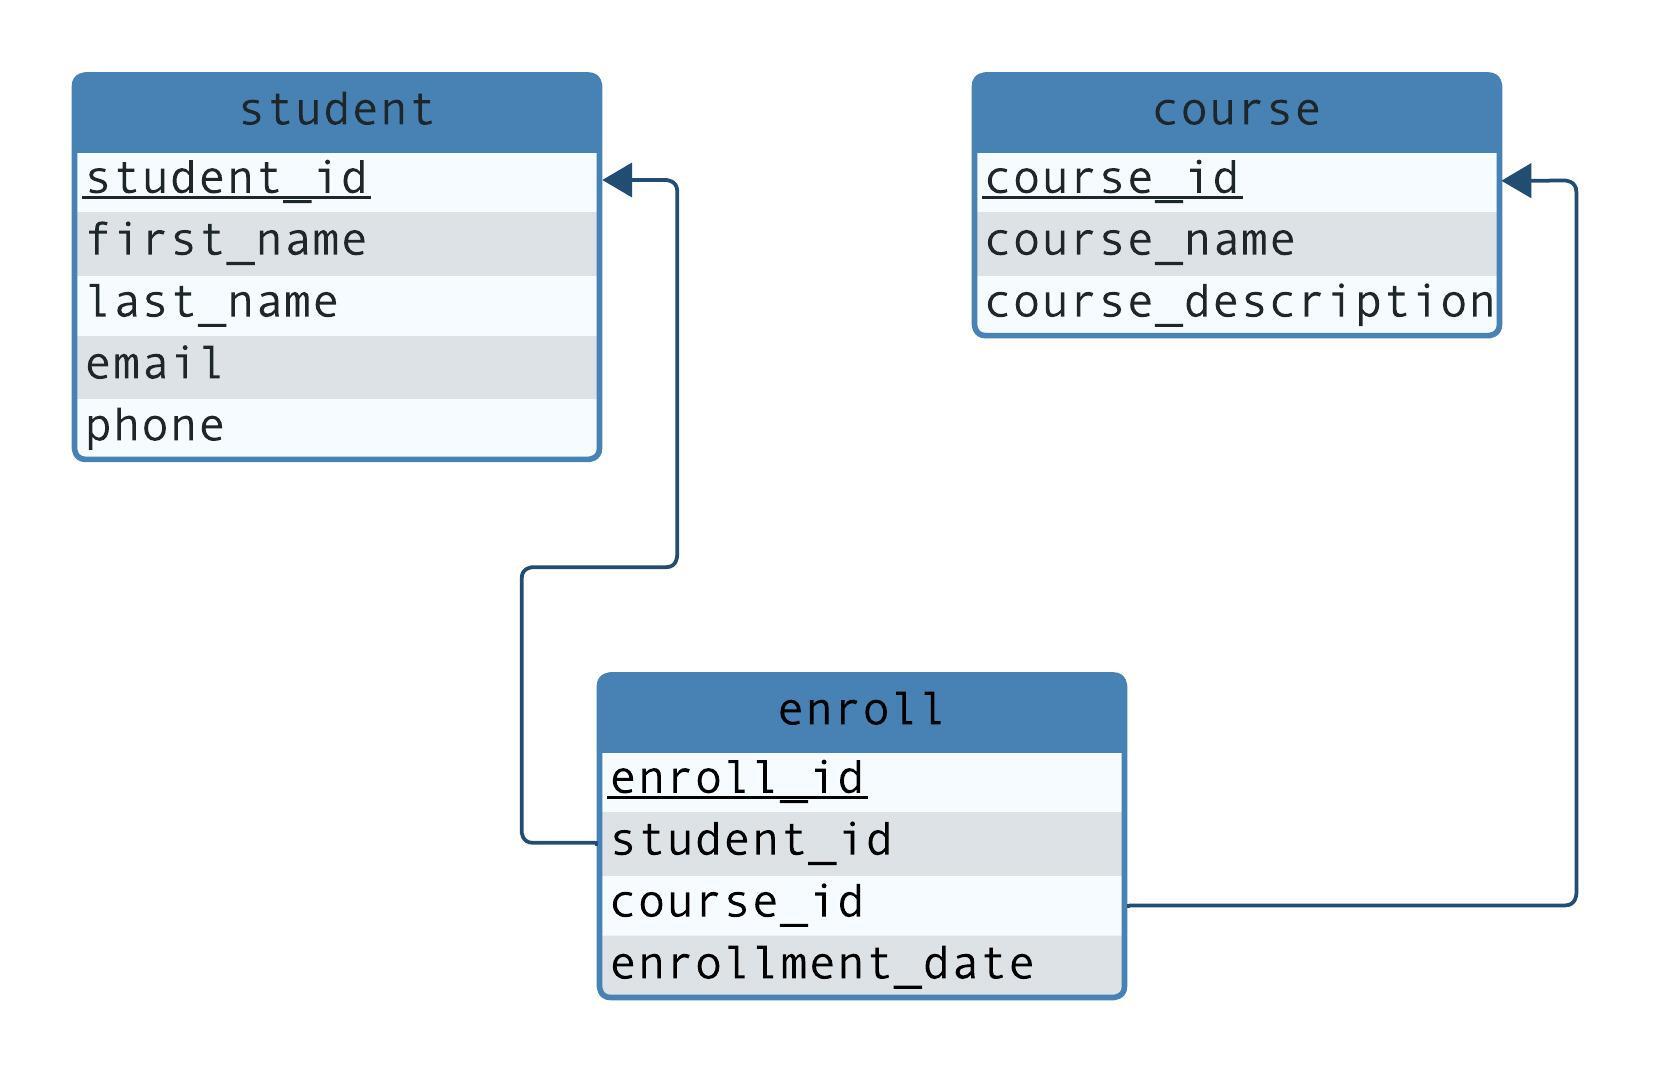 student
student_id
first_name
last_name
email
phone
course
course_id
course_name
course_description
enroll
enroll_id
student_id
course_id
enrollment_date